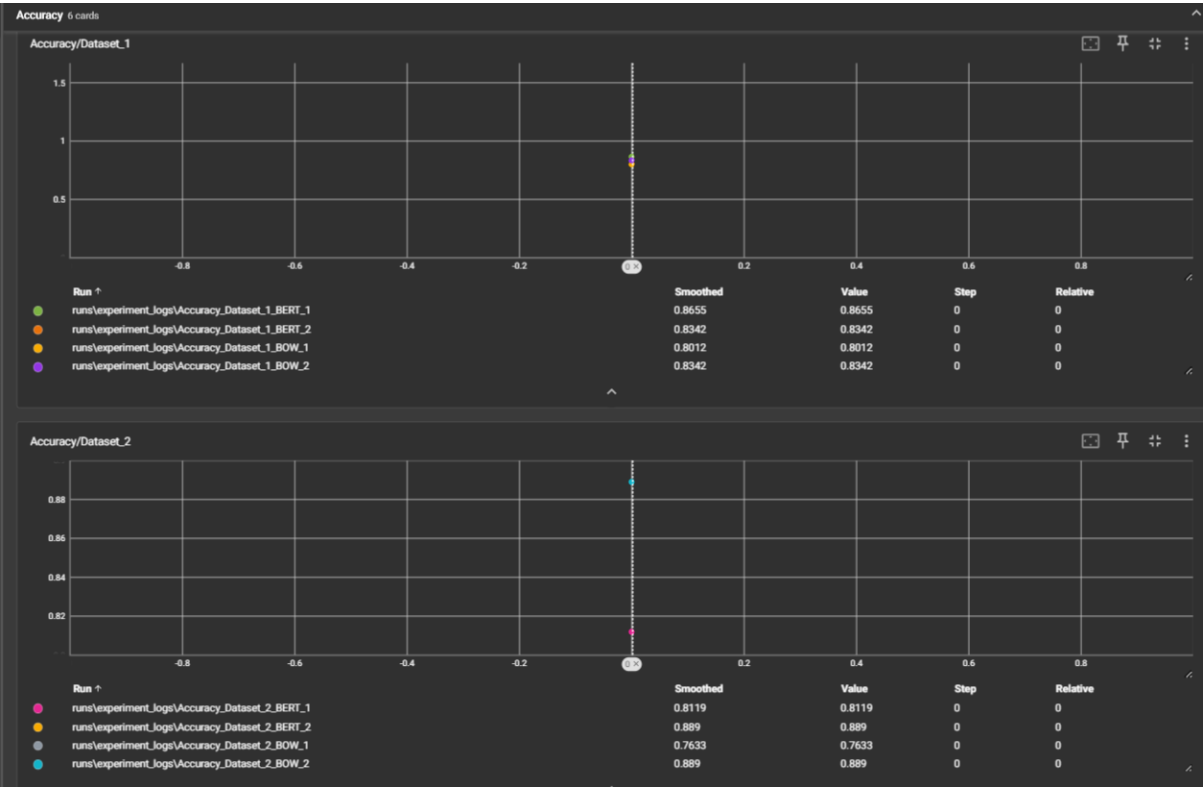 Accuracy 6 cards
Accuracy/Dataset_1
1.5
1
0.5
-0.8 -0.6 -0.4 -0.2 0 × 0.2 0.4 0.6 0.8
Run ↑ Smoothed Value Step Relative
runs\experiment_logs\Accuracy_Dataset_1_BERT_1 0.8655 0.8655 0 0
runs\experiment_logs\Accuracy_Dataset_1_BERT_2 0.8342 0.8342 0 0
runs\experiment_logs\Accuracy_Dataset_1_BOW_1 0.8012 0.8012 0 0
runs\experiment_logs\Accuracy_Dataset_1_BOW_2 0.8342 0.8342 0 0
Accuracy/Dataset_2
0.88
0.86
0.84
0.82
-0.8 -0.6 -0.4 -0.2 0 × 0.2 0.4 0.6 0.8
Run ↑ Smoothed Value Step Relative
runs\experiment_logs\Accuracy_Dataset_2_BERT_1 0.8119 0.8119 0 0
runs\experiment_logs\Accuracy_Dataset_2_BERT_2 0.889 0.889 0 0
runs\experiment_logs\Accuracy_Dataset_2_BOW_1 0.7633 0.7633 0 0
runs\experiment_logs\Accuracy_Dataset_2_BOW_2 0.889 0.889 0 0